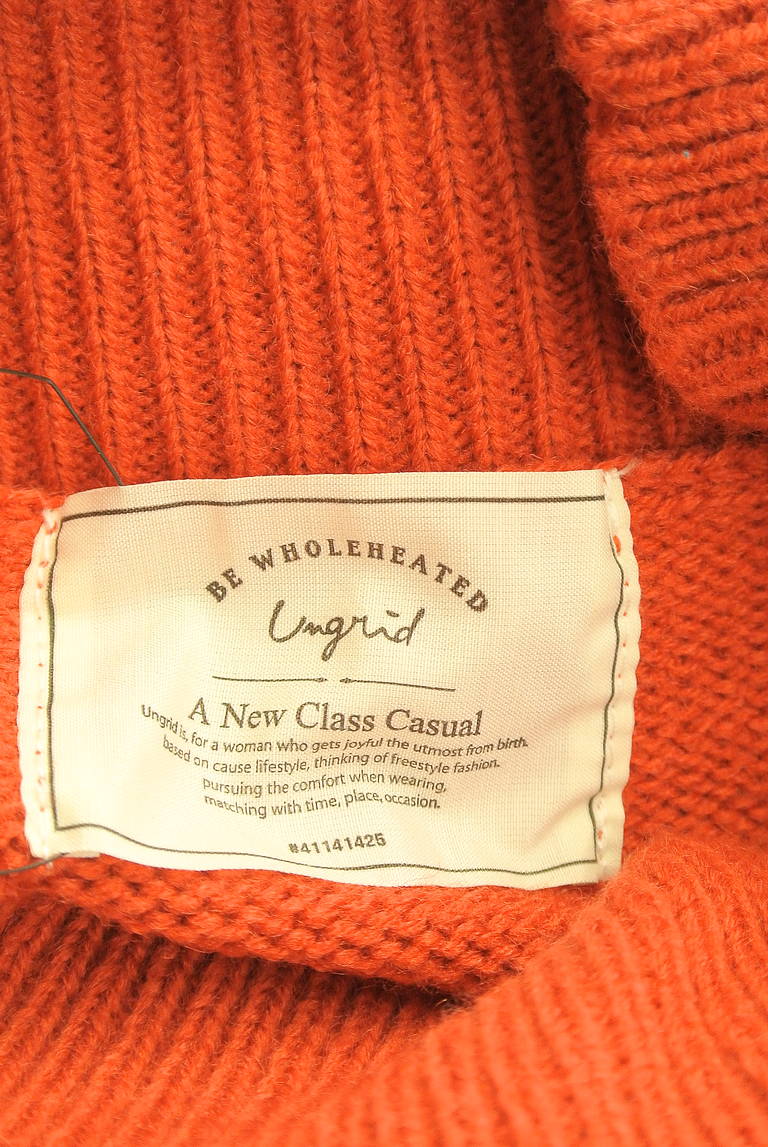 BE WHOLEHEATED
Ungrid
A New Class Casual
Ungrid is, for a woman who gets joyful the utmost from birth.
based on cause lifestyle, thinking of freestyle fashion.
pursuing the comfort when wearing,
matching with time, place, occasion.
#41141425